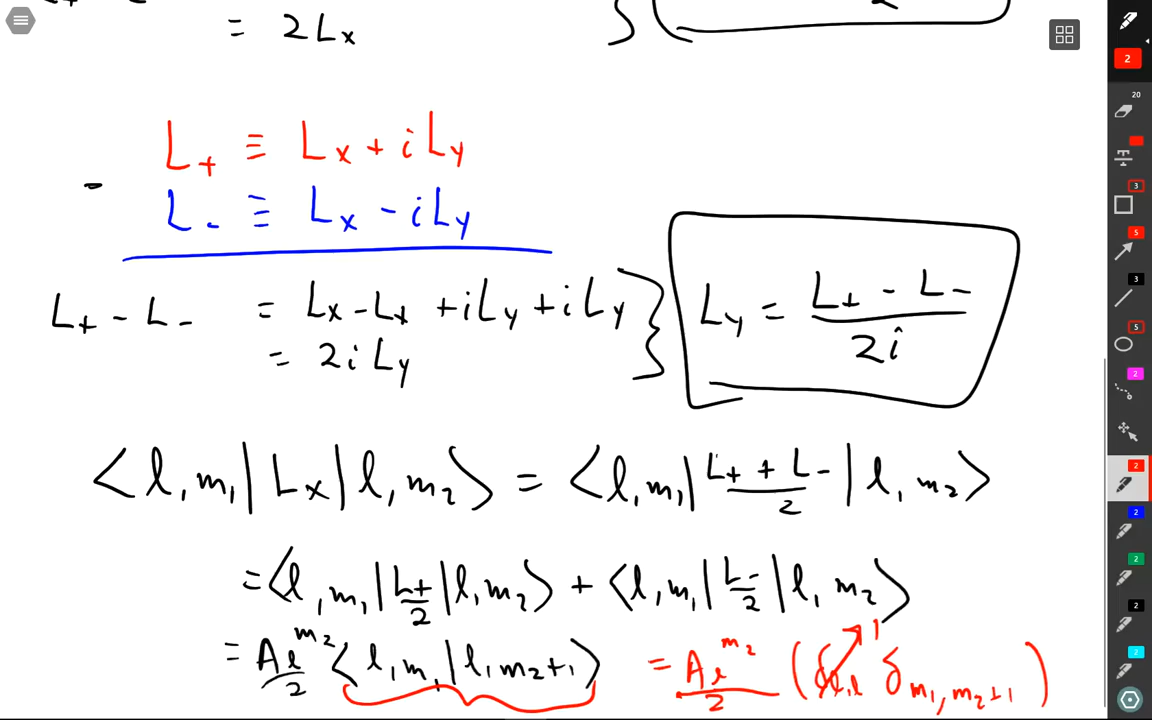 = 2Lx
2
L+ ≡ Lx + iLy
- L- ≡ Lx - iLy
L+ - L- = Lx - Lx + iLy + iLy
= 2iLy
Ly = (L+ - L-)/2i
<l,m1|Lx|l,m2> = <l,m1|(L+ + L-)/2|l,m2>
= <l,m1|L+/2|l,m2> + <l,m1|L-/2|l,m2>
= Al^m2/2 <l,m1|l,m2+1> = Al^m2/2 (δl,l δm1,m2+1) 1